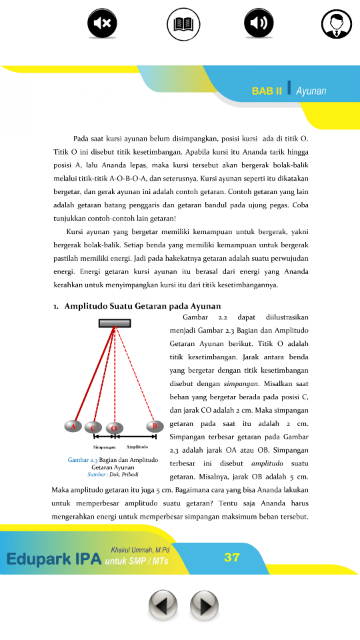 BAB II Ayunan
Pada saat kursi ayunan belum disimpangkan, posisi kursi ada di titik O.
Titik O ini disebut titik kesetimbangan. Apabila kursi itu Ananda tarik hingga
posisi A, lalu Ananda lepas, maka kursi tersebut akan bergerak bolak-balik
melalui titik-titik A-O-B-O-A, dan seterusnya. Kursi ayunan seperti itu dikatakan
bergetar, dan gerak ayunan ini adalah contoh getaran. Contoh getaran yang lain
adalah getaran batang penggaris dan getaran bandul pada ujung pegas. Coba
tunjukkan contoh-contoh lain getaran!
Kursi ayunan yang bergetar memiliki kemampuan untuk bergerak, yakni
bergerak bolak-balik. Setiap benda yang memiliki kemampuan untuk bergerak
pastilah memiliki energi. Jadi pada hakekatnya getaran adalah suatu perwujudan
energi. Energi getaran kursi ayunan itu berasal dari energi yang Ananda
kerahkan untuk menyimpangkan kursi itu dari titik kesetimbangannya.
1. Amplitudo Suatu Getaran pada Ayunan
Gambar 2.2 dapat diilustrasikan
menjadi Gambar 2.3 Bagian dan Amplitudo
Getaran Ayunan berikut. Titik O adalah
titik kesetimbangan. Jarak antara benda
yang bergetar dengan titik kesetimbangan
disebut dengan simpangan. Misalkan saat
beban yang bergetar berada pada posisi C,
dan jarak CO adalah 2 cm. Maka simpangan
getaran pada saat itu adalah 2 cm.
Simpangan terbesar getaran pada Gambar
2.3 adalah jarak OA atau OB. Simpangan
terbesar ini disebut amplitudo suatu
getaran. Misalnya, jarak OB adalah 5 cm.
A C O B
Simpangan Amplitudo
Gambar 2.3 Bagian dan Amplitudo
Getaran Ayunan
Sumber : Dok. Pribadi
Maka amplitudo getaran itu juga 5 cm. Bagaimana cara yang bisa Ananda lakukan
untuk memperbesar amplitudo suatu getaran? Tentu saja Ananda harus
mengerahkan energi untuk memperbesar simpangan maksimum beban tersebut.
Khairul Ummah, M.Pd
Edupark IPA untuk SMP / MTs
37